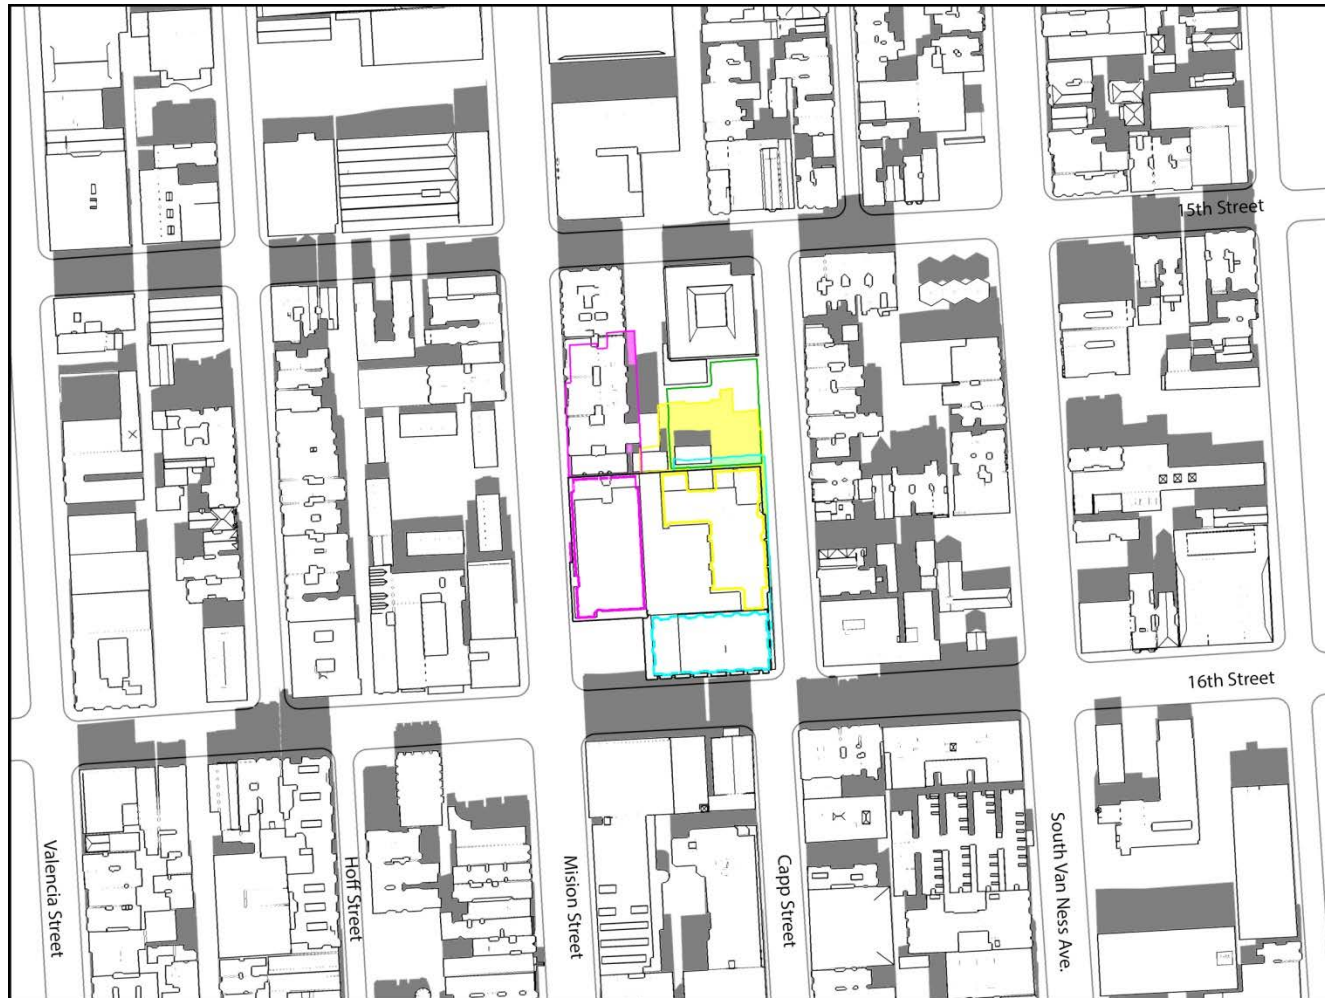 15th Street
16th Street
Valencia Street
Hoff Street
Mision Street
Capp Street
South Van Ness Ave.